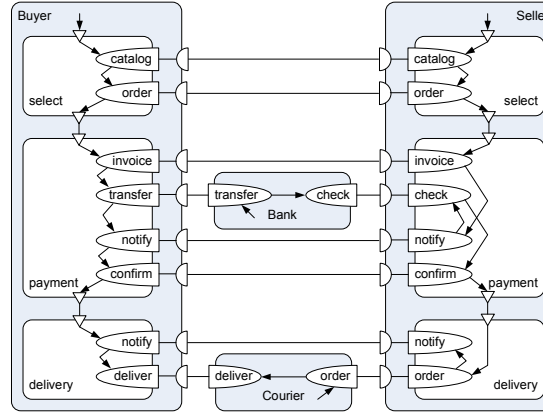 Buyer Seller
catalog catalog
order order
select select
invoice invoice
transfer transfer check check
Bank
notify notify
confirm confirm
payment payment
notify notify
deliver deliver order order
delivery Courier delivery